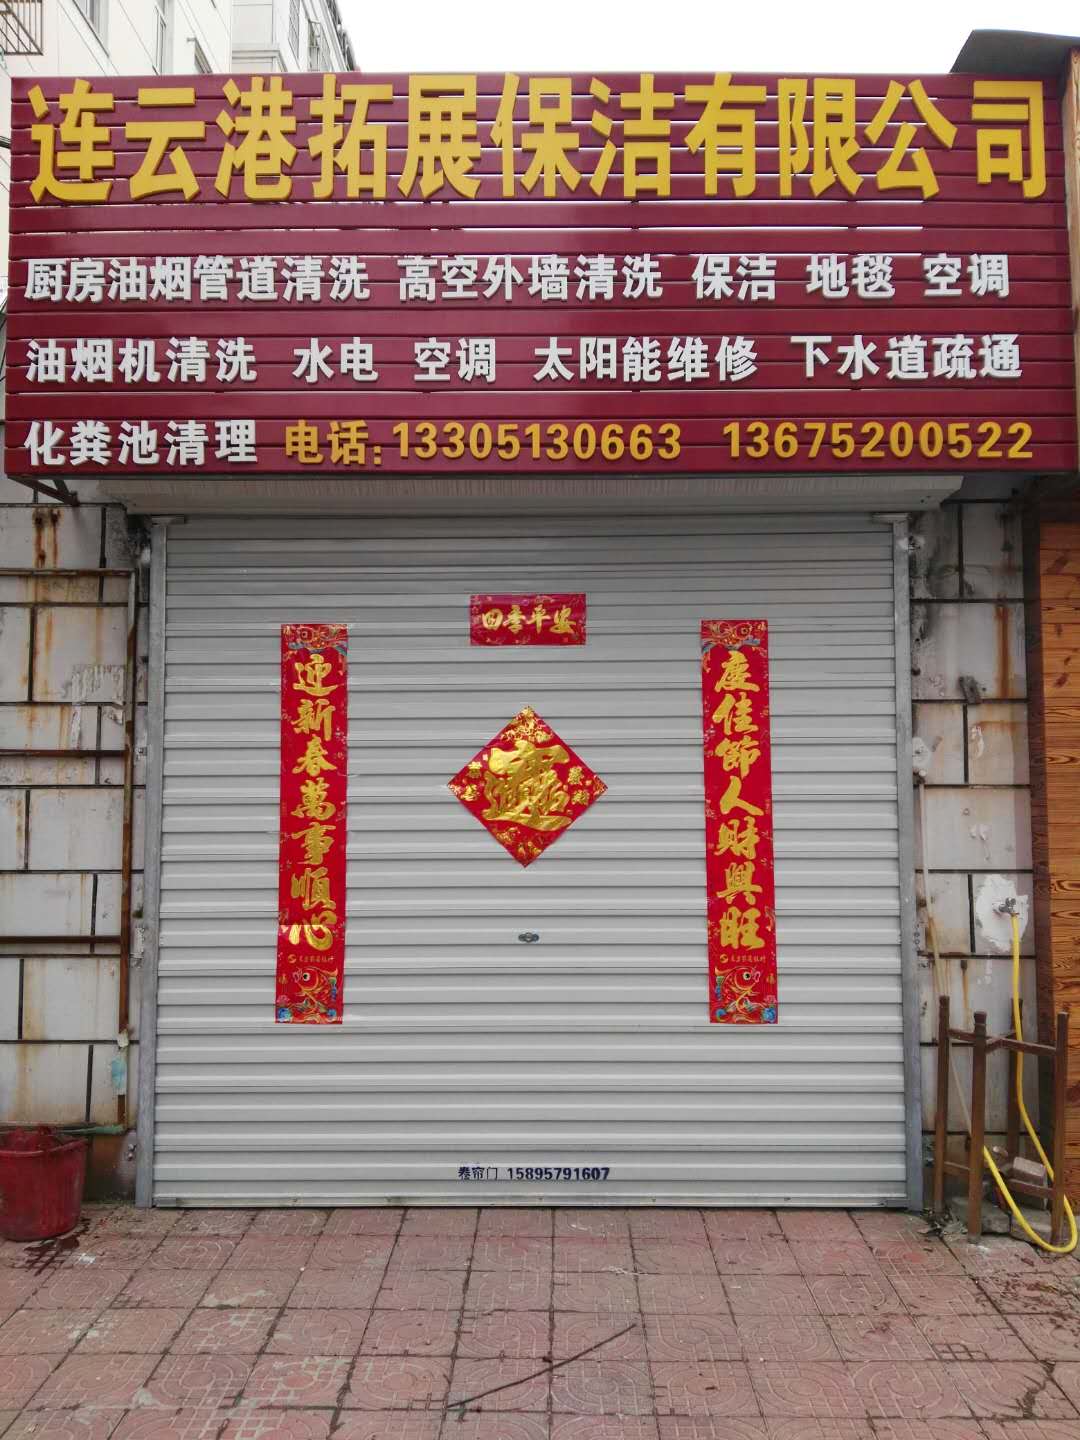 连云港拓展保洁有限公司
厨房油烟管道清洗 高空外墙清洗 保洁 地毯 空调
油烟机清洗 水电 空调 太阳能维修 下水道疏通
化粪池清理 电话:13305130663 13675200522
四季平安
迎新春萬事順心
度佳節人財興旺
卷帘门 15895791607